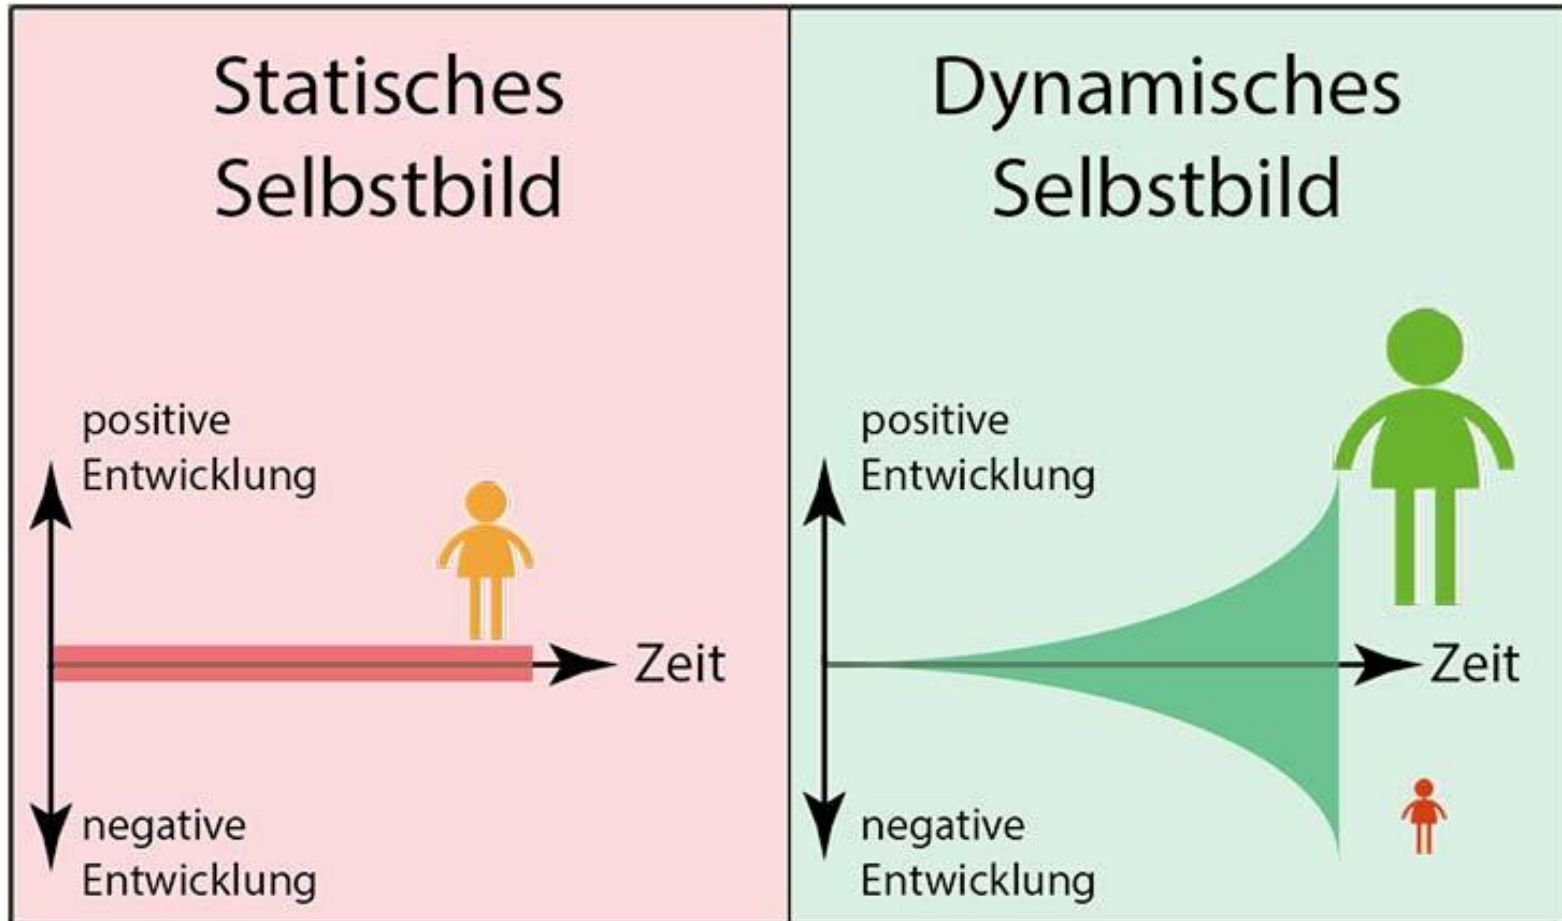 Statisches
Selbstbild
positive
Entwicklung
Zeit
negative
Entwicklung
Dynamisches
Selbstbild
positive
Entwicklung
Zeit
negative
Entwicklung